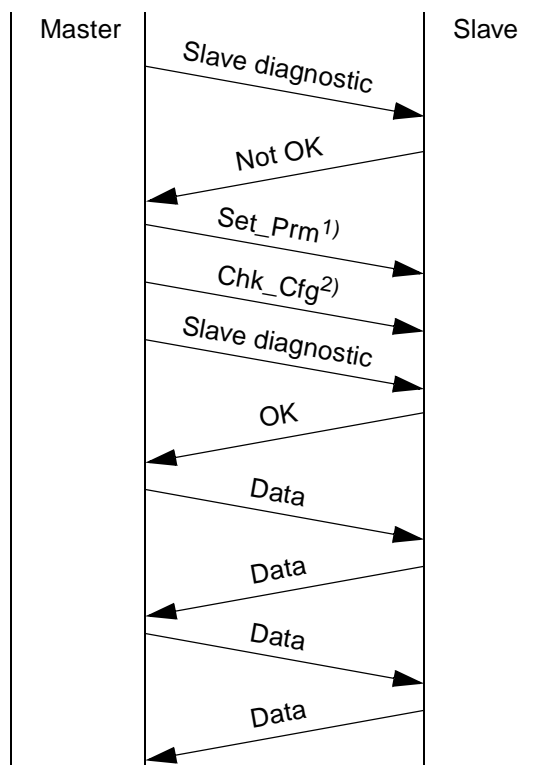 Master
Slave
Slave diagnostic
Not OK
Set_Prm1)
Chk_Cfg2)
Slave diagnostic
OK
Data
Data
Data
Data